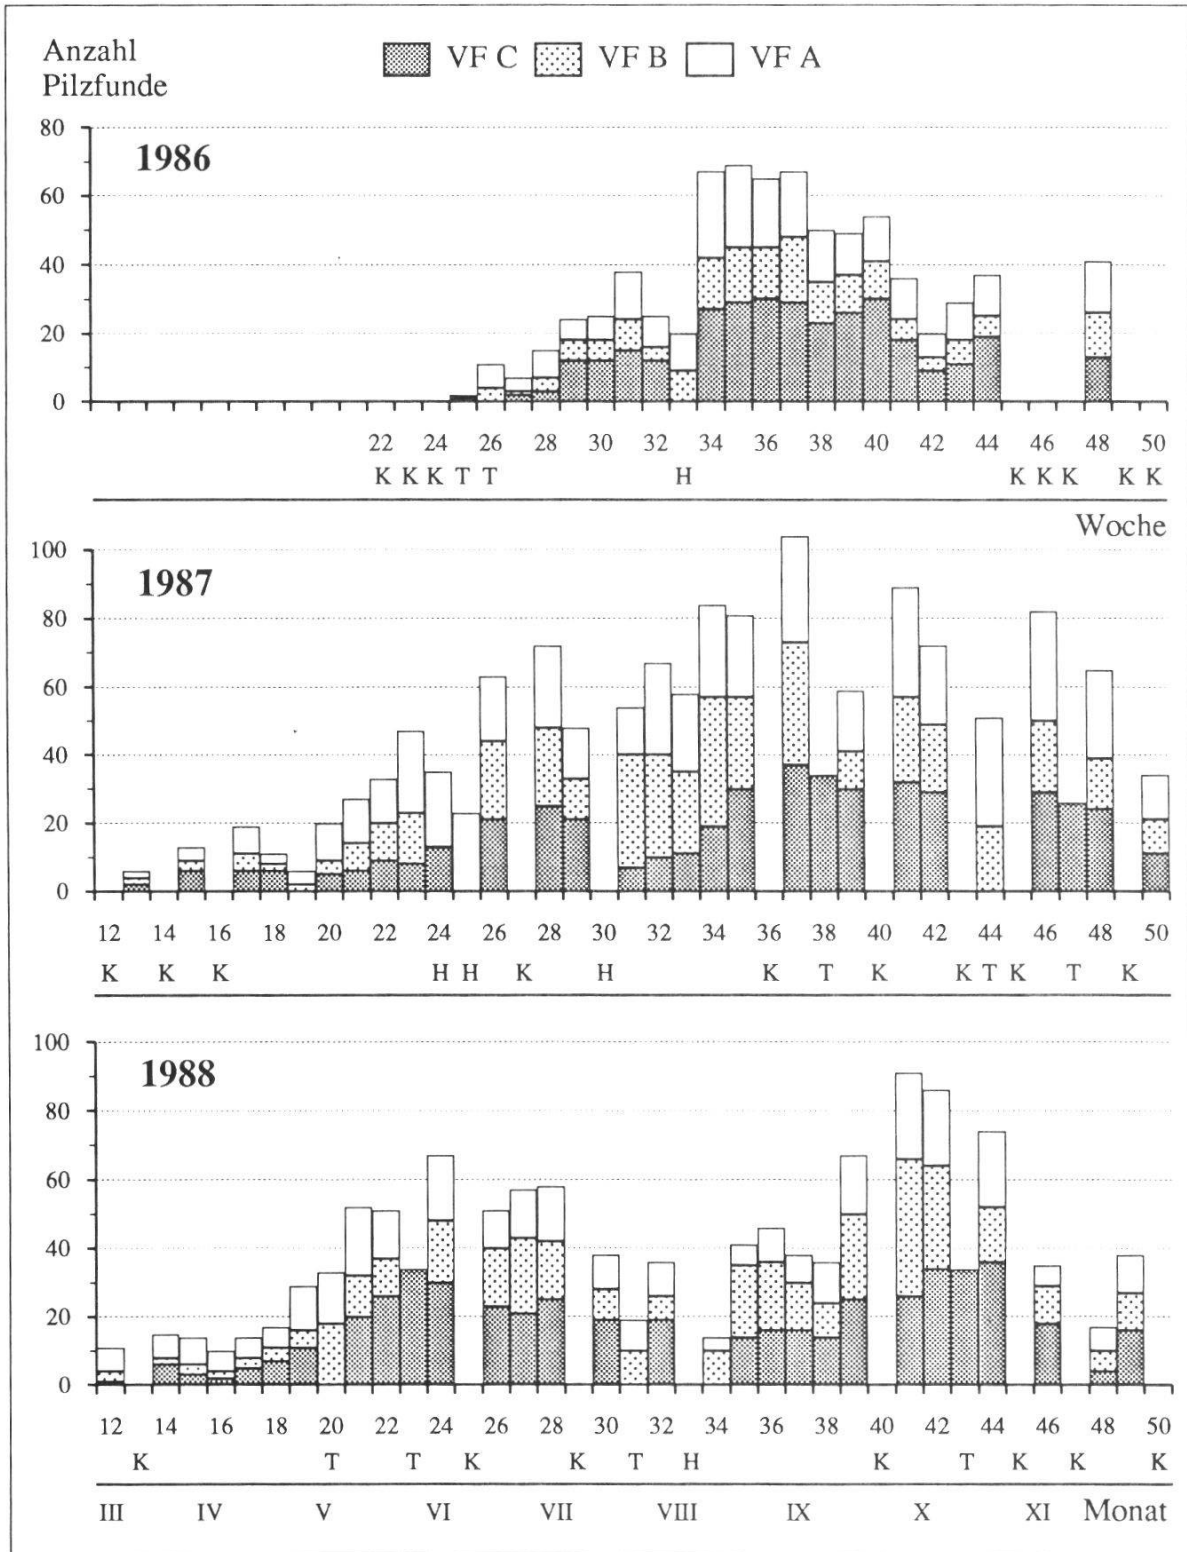 Anzahl
Pilzfunde
VF C VF B VF A
80
1986
60
40
20
0
22 24 26 28 30 32 34 36 38 40 42 44 46 48 50
K K K T T H K K K K K
Woche
100
1987
80
60
40
20
0
12 14 16 18 20 22 24 26 28 30 32 34 36 38 40 42 44 46 48 50
K K K H H K H K T K K T K T K
100
1988
80
60
40
20
0
12 14 16 18 20 22 24 26 28 30 32 34 36 38 40 42 44 46 48 50
K T T K K T H K T K K K
III IV V VI VII VIII IX X XI Monat